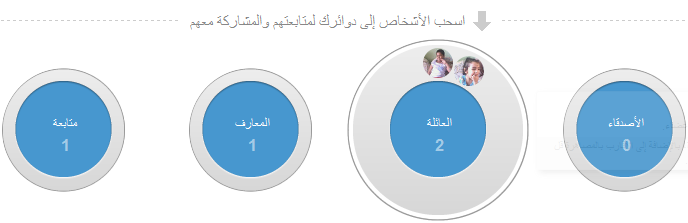 اسحب الأشخاص إلى دوائرك لمتابعتهم والمشاركة معهم
الأصدقاء
0
العائلة
2
المعارف
1
متابعة
1